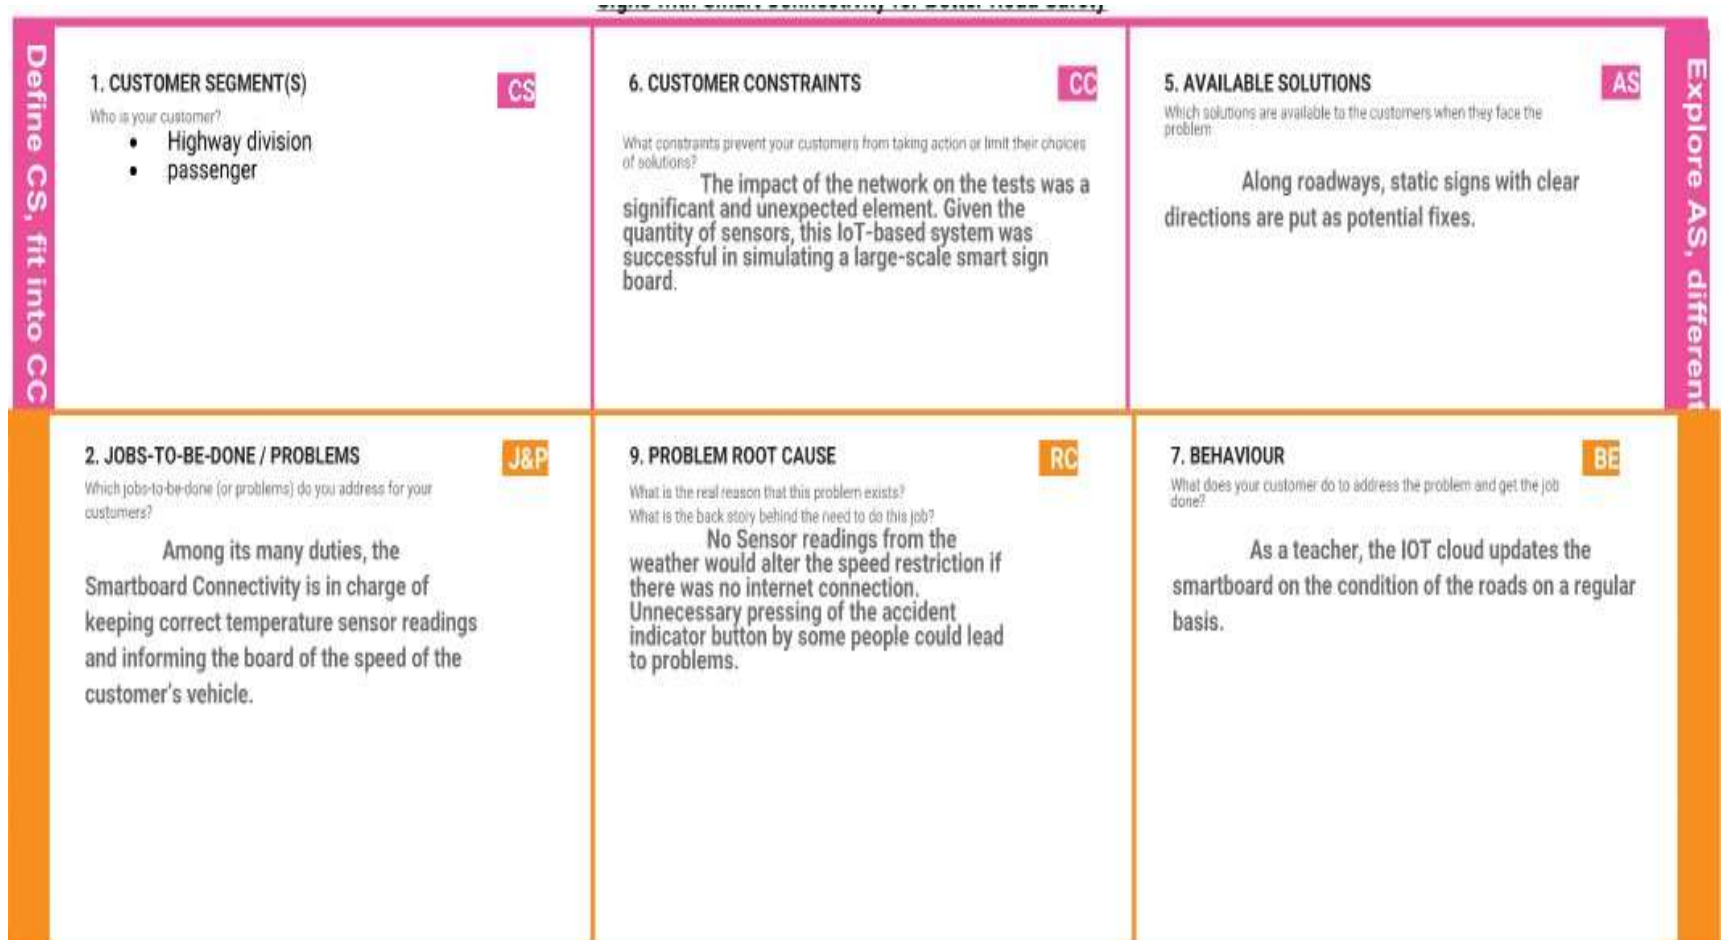 Signs with Smart Connectivity for Better Road Safety
Define CS, fit into CC
1. CUSTOMER SEGMENT(S)
CS
Who is your customer?
• Highway division
• passenger
6. CUSTOMER CONSTRAINTS
CC
What constraints prevent your customers from taking action or limit their choices
of solutions?
The impact of the network on the tests was a
significant and unexpected element. Given the
quantity of sensors, this IoT-based system was
successful in simulating a large-scale smart sign
board.
5. AVAILABLE SOLUTIONS
AS
Which solutions are available to the customers when they face the
problem
Along roadways, static signs with clear
directions are put as potential fixes.
Explore AS, different
2. JOBS-TO-BE-DONE / PROBLEMS
J&P
Which jobs-to-be-done (or problems) do you address for your
customers?
Among its many duties, the
Smartboard Connectivity is in charge of
keeping correct temperature sensor readings
and informing the board of the speed of the
customer's vehicle.
9. PROBLEM ROOT CAUSE
RC
What is the real reason that this problem exists?
What is the back story behind the need to do this job?
No Sensor readings from the
weather would alter the speed restriction if
there was no internet connection.
Unnecessary pressing of the accident
indicator button by some people could lead
to problems.
7. BEHAVIOUR
BE
What does your customer do to address the problem and get the job
done?
As a teacher, the IOT cloud updates the
smartboard on the condition of the roads on a regular
basis.